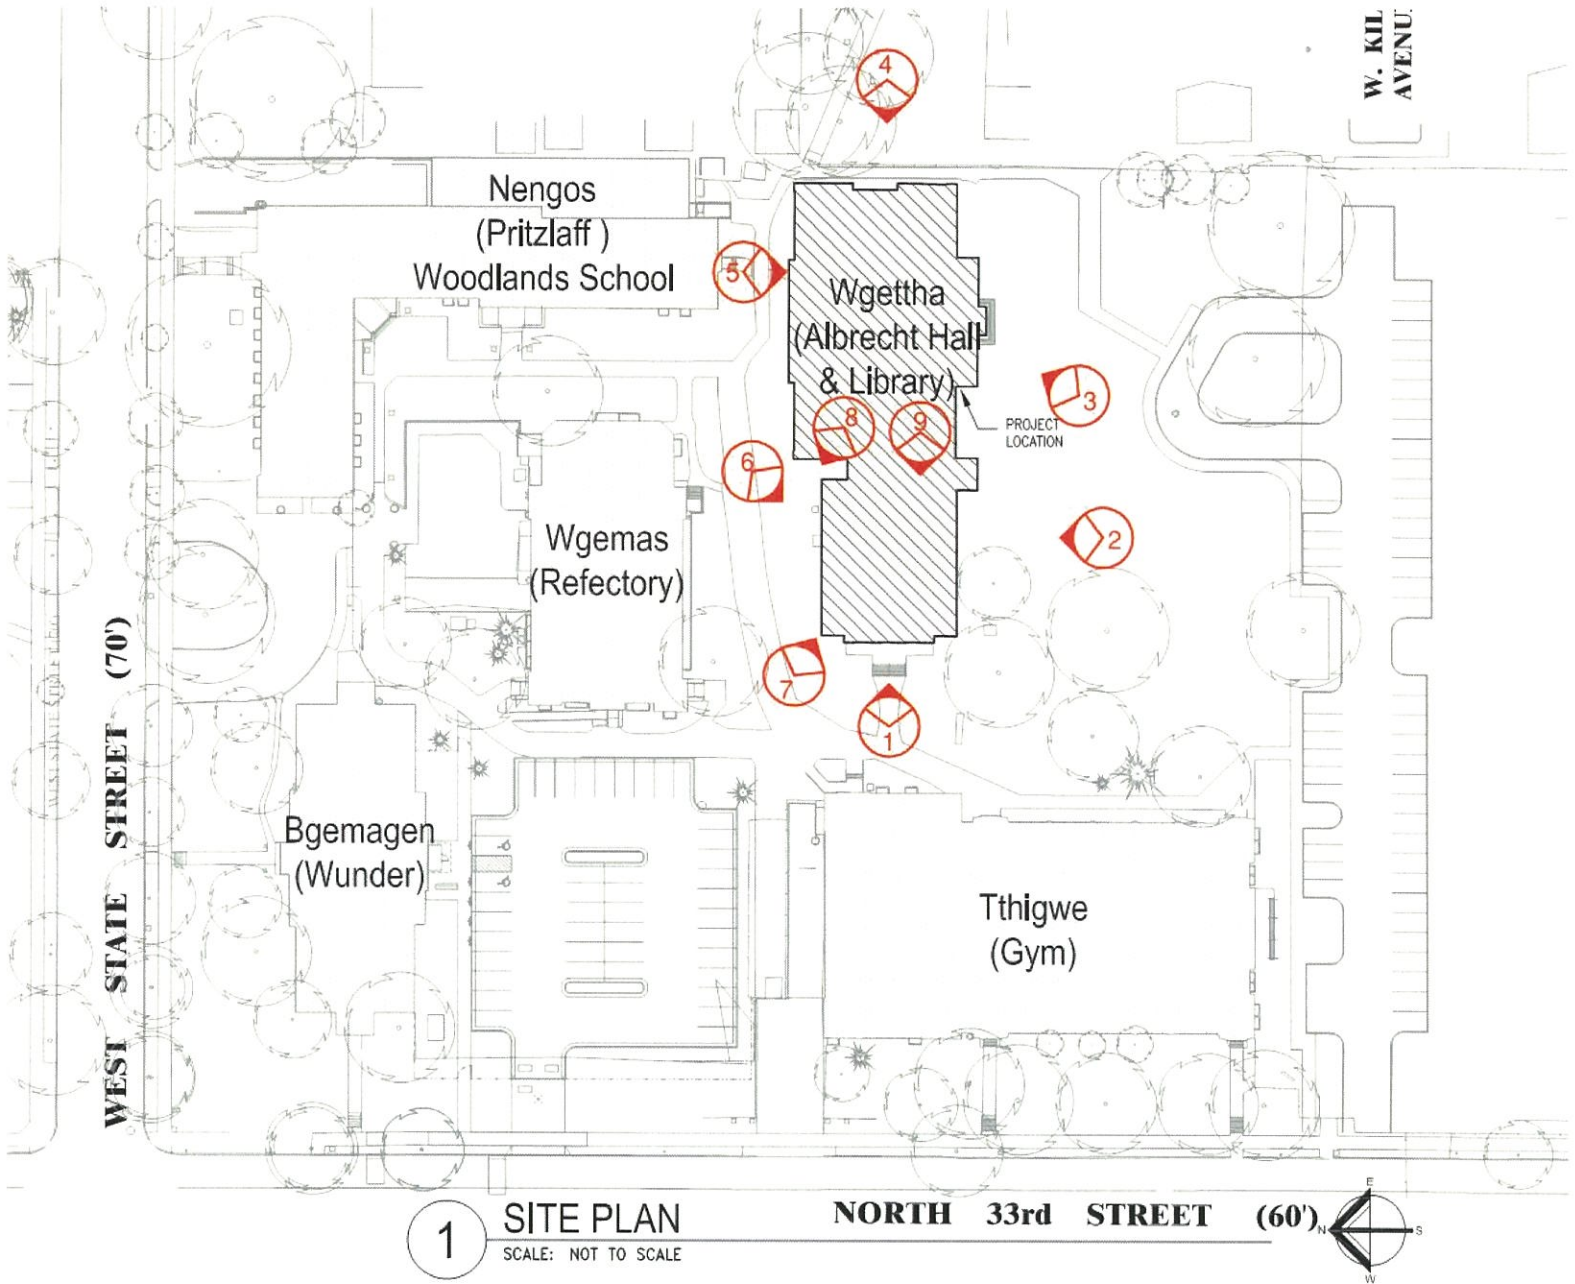 W. KIL
AVENU
4
Nengos
(Pritzlaff )
Woodlands School
5
Wgettha
(Albrecht Hall
& Library)
3
PROJECT
LOCATION
8
9
6
2
Wgemas
(Refectory)
7
1
WEST STATE STREET (70')
Bgemagen
(Wunder)
Tthigwe
(Gym)
1
SITE PLAN
SCALE: NOT TO SCALE
NORTH 33rd STREET (60')
E
N
S
W